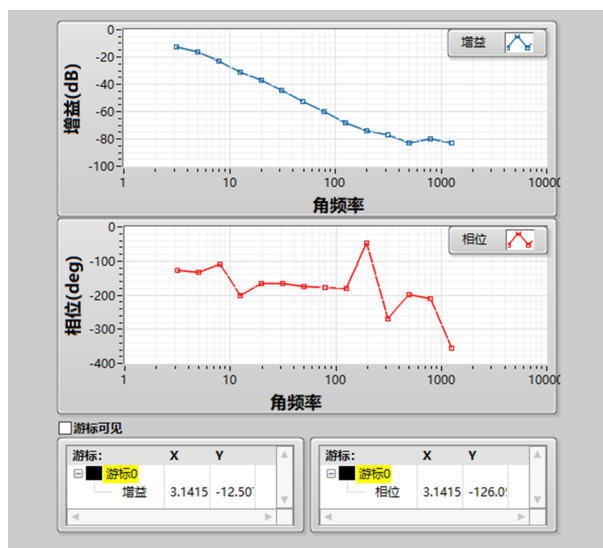 增益
增益(dB)
0
-20
-40
-60
-80
-100
1 10 100 1000 10000
角频率
相位
相位(deg)
0
-100
-200
-300
-400
1 10 100 1000 10000
角频率
游标可见
游标: X Y
游标0
增益 3.1415 -12.50
游标: X Y
游标0
相位 3.1415 -126.0